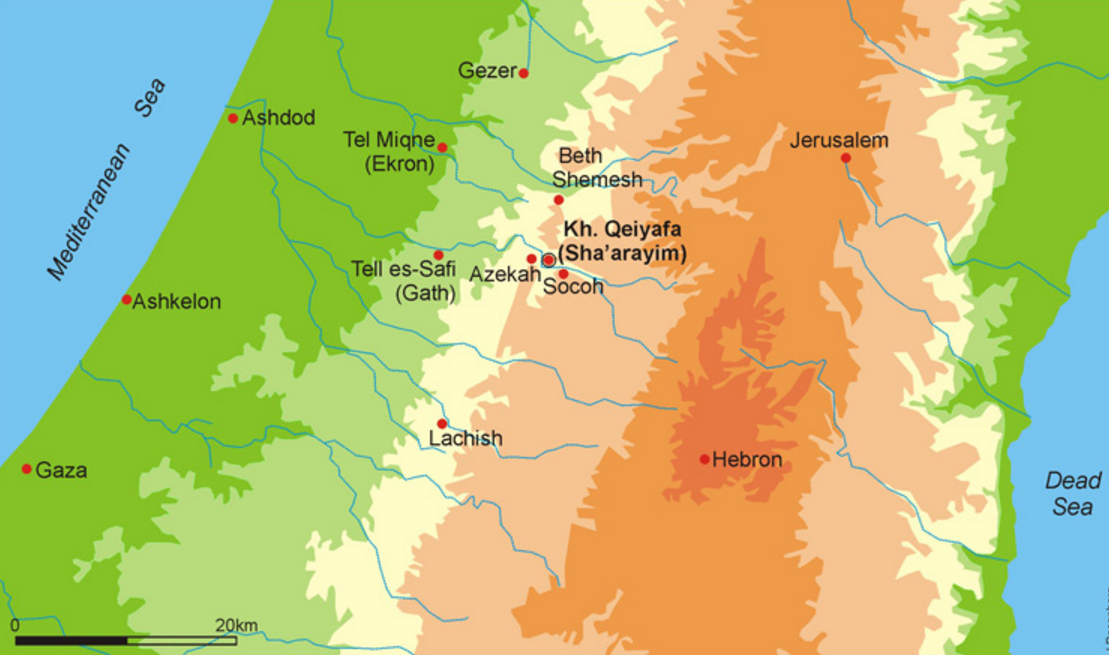 Gezer
Mediterranean Sea
Ashdod
Tel Miqne
(Ekron)
Jerusalem
Beth
Shemesh
Kh. Qeiyafa
(Sha'arayim)
Tell es-Safi
(Gath)
Azekah
Socoh
Ashkelon
Lachish
Gaza
Hebron
Dead
Sea
0 20km